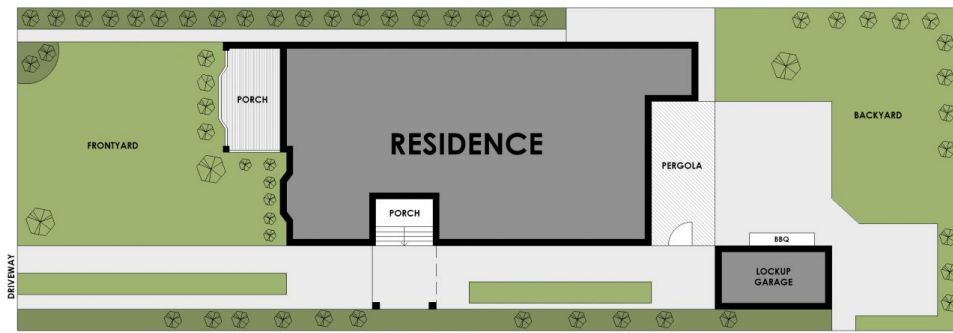 PORCH
RESIDENCE
BACKYARD
FRONTYARD
PERGOLA
PORCH
BBQ
DRIVEWAY
LOCKUP
GARAGE